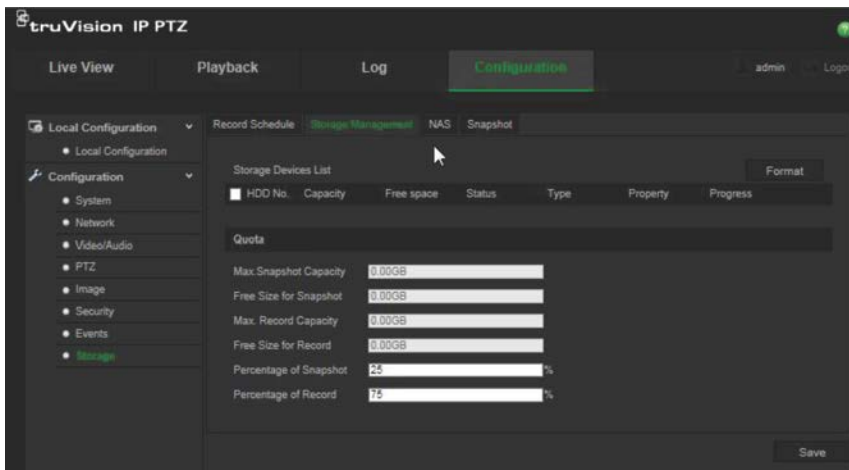 truVision IP PTZ
?
Live View Playback Log Configuration admin Logo
Local Configuration
Local Configuration
Configuration
System
Network
Video/Audio
PTZ
Image
Security
Events
Storage
Record Schedule Storage Management NAS Snapshot
Storage Devices List Format
HDD No. Capacity Free space Status Type Property Progress
Quota
Max.Snapshot Capacity 0.00GB
Free Size for Snapshot 0.00GB
Max. Record Capacity 0.00GB
Free Size for Record 0.00GB
Percentage of Snapshot 25 %
Percentage of Record 75 %
Save